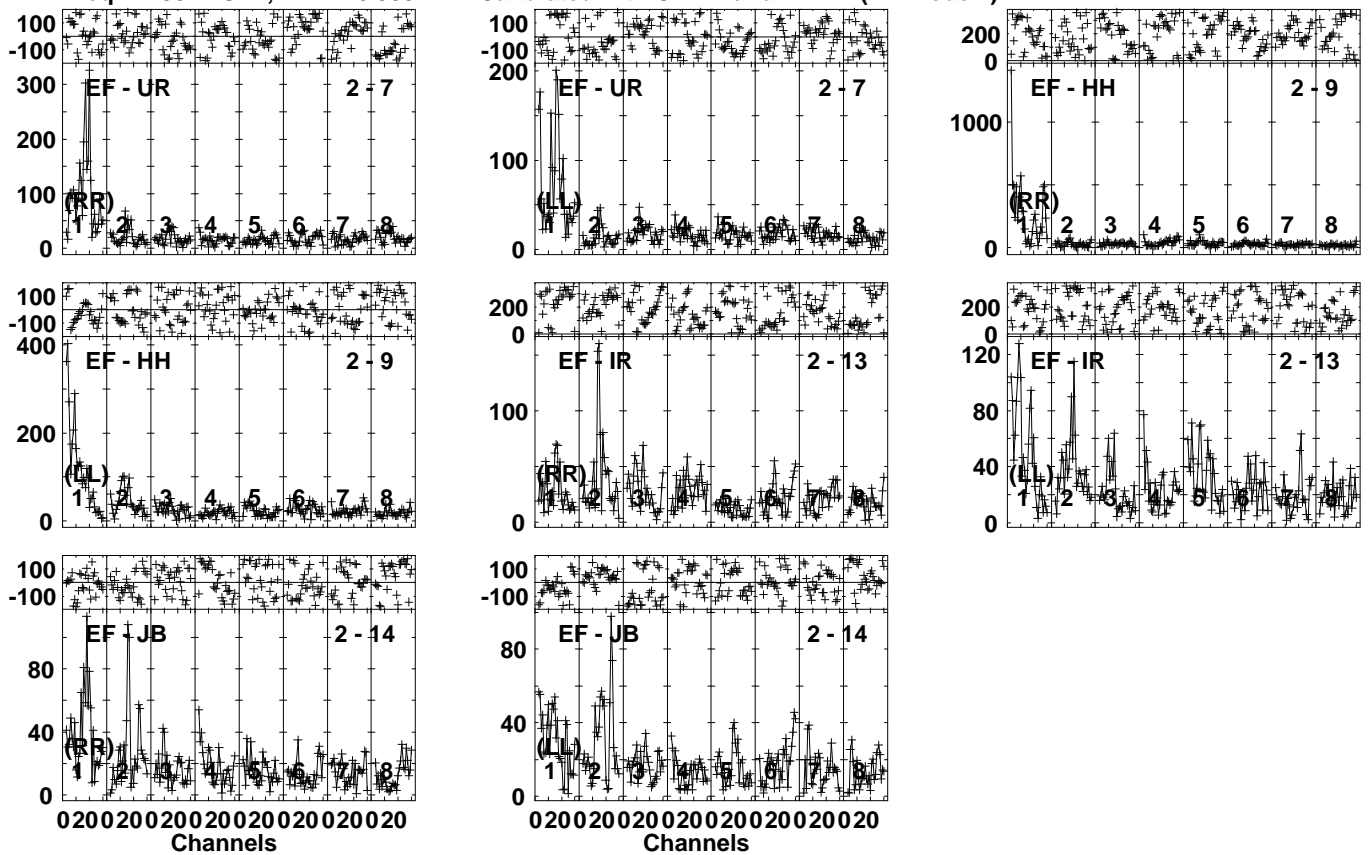 100
-100
300 EF - UR 2 - 7
200
100 (RR)
0 1 2 3 4 5 6 7 8
100
-100
200 EF - UR 2 - 7
100
(LL)
0 1 2 3 4 5 6 7 8
200
0
EF - HH 2 - 9
1000
(RR)
0 1 2 3 4 5 6 7 8
100
-100
400 EF - HH 2 - 9
200
(LL)
0 1 2 3 4 5 6 7 8
200
0
EF - IR 2 - 13
100
(RR)
0 1 2 3 4 5 6 7 8
200
0
120 EF - IR 2 - 13
80
40 (LL)
0 1 2 3 4 5 6 7 8
100
-100
EF - JB 2 - 14
80
40 (RR)
0 1 2 3 4 5 6 7 8
100
-100
EF - JB 2 - 14
80
40 (LL)
0 1 2 3 4 5 6 7 8
0 20 0 20 0 20 0 20 0 20 0 20 0 20 0 20
Channels
0 20 0 20 0 20 0 20 0 20 0 20 0 20 0 20
Channels